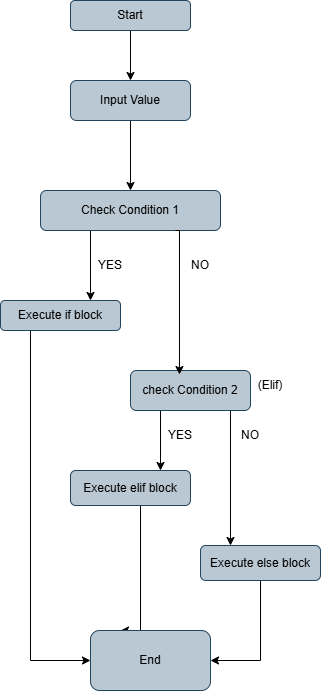 Start
Input Value
Check Condition 1
YES
NO
Execute if block
check Condition 2
(Elif)
YES
NO
Execute elif block
Execute else block
End